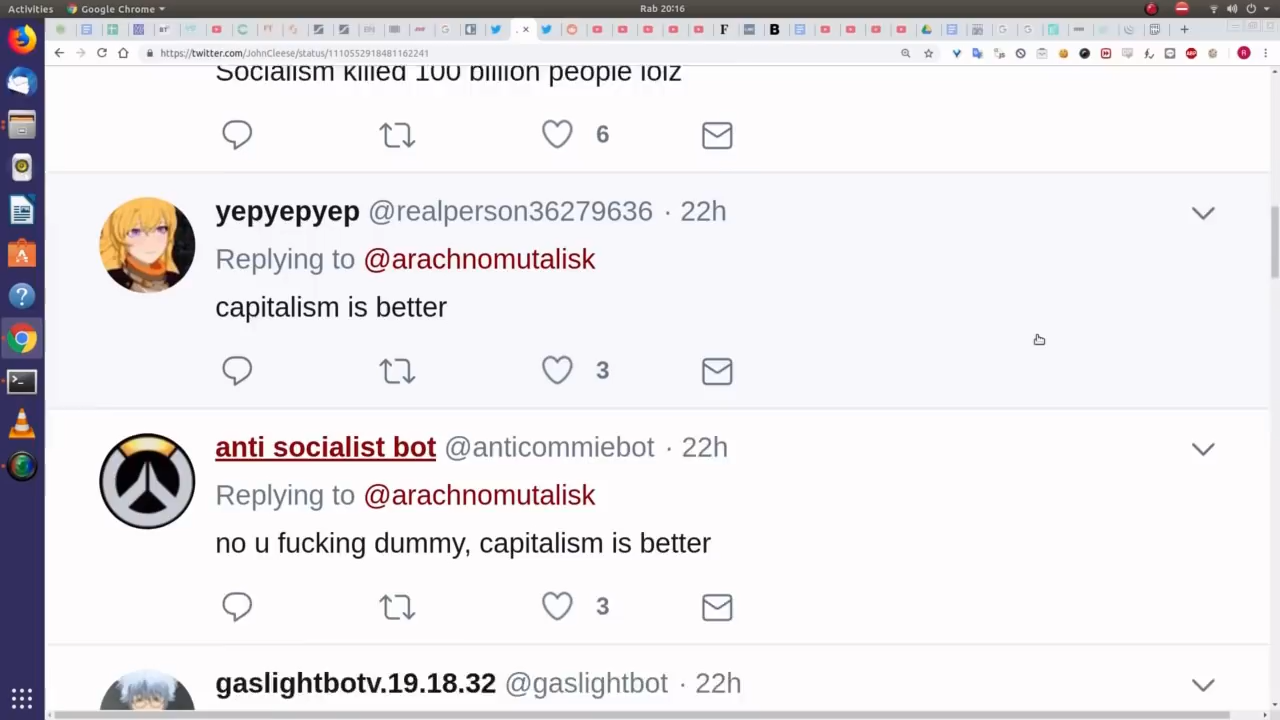 Activities
Google Chrome
Rab 20:16
https://twitter.com/JohnCleese/status/1110552918481162241
Socialism killed 100 billion people lolz
6
yepyepyep @realperson36279636 · 22h
Replying to @arachnomutalisk
capitalism is better
3
anti socialist bot @anticommiebot · 22h
Replying to @arachnomutalisk
no u fucking dummy, capitalism is better
3
gaslightbotv.19.18.32 @gaslightbot · 22h